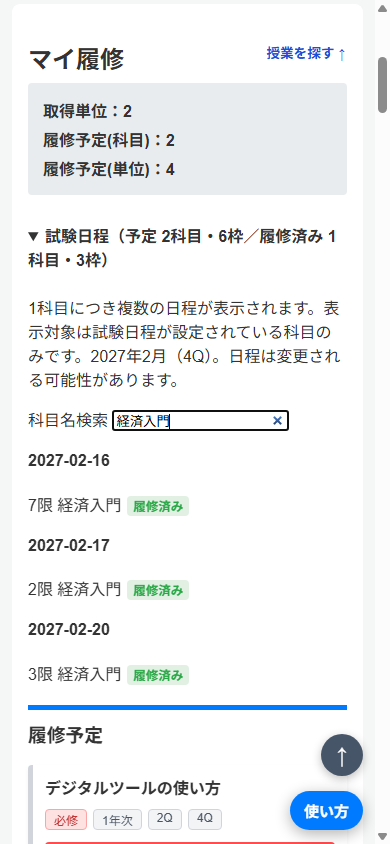 マイ履修
授業を探す↑
取得単位：2
履修予定(科目)：2
履修予定(単位)：4
▼ 試験日程（予定 2科目・6枠／履修済み 1
科目・3枠）
1科目につき複数の日程が表示されます。表
示対象は試験日程が設定されている科目の
みです。2027年2月（4Q）。日程は変更され
る可能性があります。
科目名検索 経済入門 ×
2027-02-16
7限 経済入門 履修済み
2027-02-17
2限 経済入門 履修済み
2027-02-20
3限 経済入門 履修済み
履修予定
↑
デジタルツールの使い方
必修 1年次 2Q 4Q
使い方